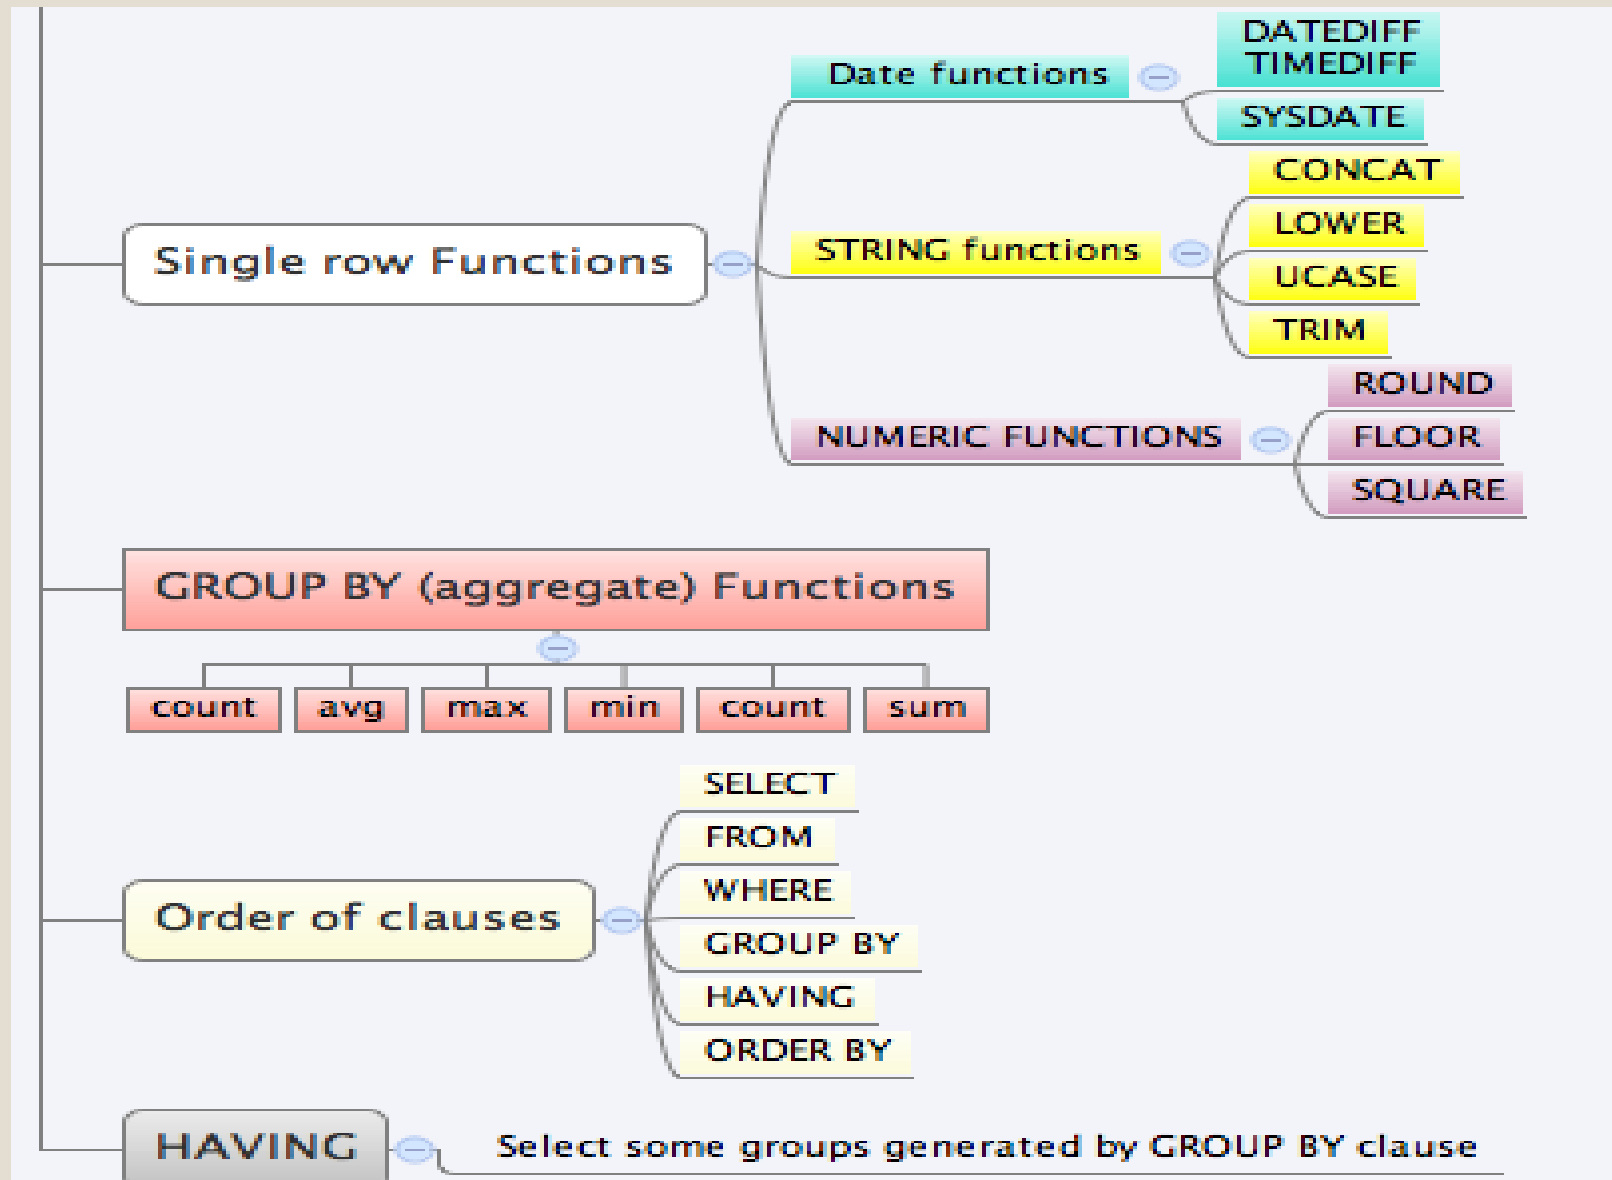 Single row Functions
Date functions
DATEDIFF
TIMEDIFF
SYSDATE
STRING functions
CONCAT
LOWER
UCASE
TRIM
NUMERIC FUNCTIONS
ROUND
FLOOR
SQUARE
GROUP BY (aggregate) Functions
count avg max min count sum
Order of clauses
SELECT
FROM
WHERE
GROUP BY
HAVING
ORDER BY
HAVING
Select some groups generated by GROUP BY clause